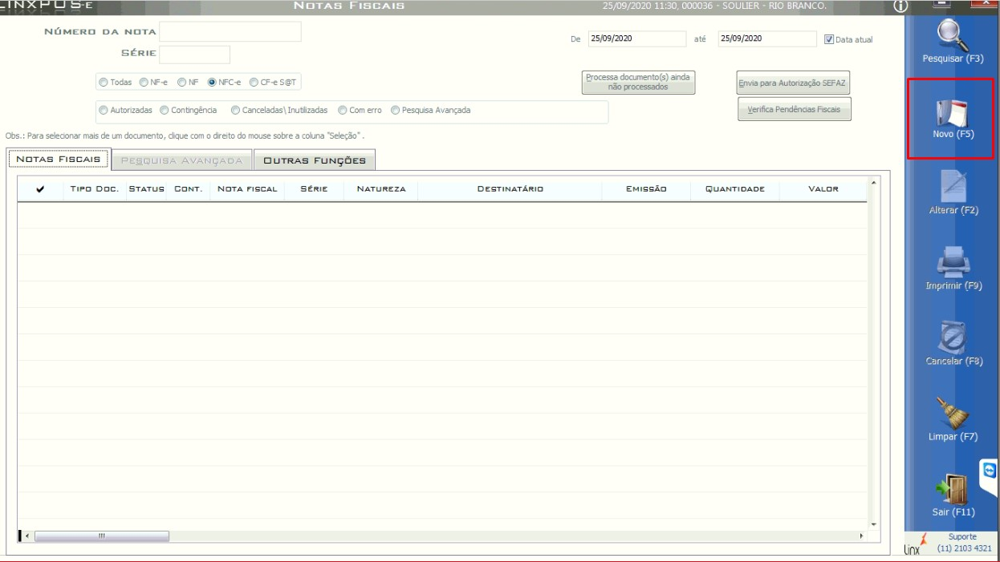 LINXPOS-E
NOTAS FISCAIS
25/09/2020 11:30, 000036 - SOULIER - RIO BRANCO.
NÚMERO DA NOTA
SÉRIE
De 25/09/2020 até 25/09/2020 Data atual
Todas NF-e NF NFC-e CF-e S@T
Processa documento(s) ainda
não processados
Envia para Autorização SEFAZ
Autorizadas Contingência Canceladas\Inutilizadas Com erro Pesquisa Avançada
Verifica Pendências Fiscais
Obs.: Para selecionar mais de um documento, clique com o direito do mouse sobre a coluna "Seleção".
NOTAS FISCAIS PESQUISA AVANÇADA OUTRAS FUNÇÕES
TIPO DOC. STATUS CONT. NOTA FISCAL SÉRIE NATUREZA DESTINATÁRIO EMISSÃO QUANTIDADE VALOR
Pesquisar (F3)
Novo (F5)
Alterar (F2)
Imprimir (F9)
Cancelar (F8)
Limpar (F7)
Sair (F11)
Linx
Suporte
(11) 2103 4321